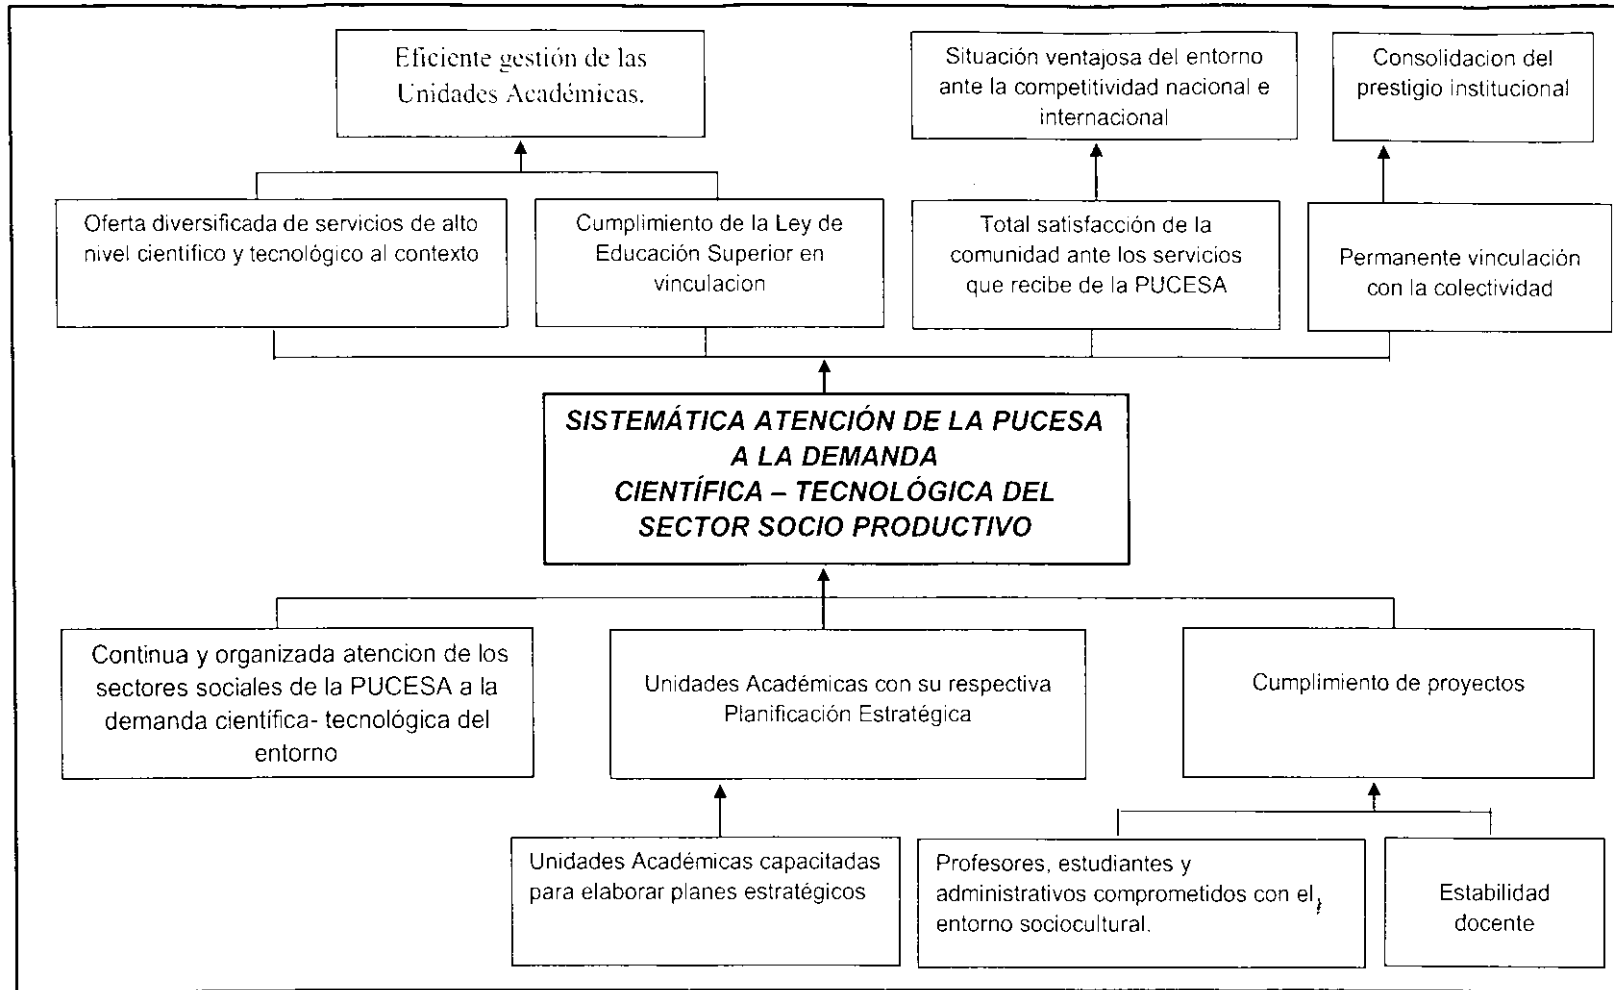 Eficiente gestión de las
Unidades Académicas.
Situación ventajosa del entorno
ante la competitividad nacional e
internacional
Consolidacion del
prestigio institucional
Oferta diversificada de servicios de alto
nivel científico y tecnológico al contexto
Cumplimiento de la Ley de
Educación Superior en
vinculacion
Total satisfacción de la
comunidad ante los servicios
que recibe de la PUCESA
Permanente vinculación
con la colectividad
SISTEMÁTICA ATENCIÓN DE LA PUCESA
A LA DEMANDA
CIENTÍFICA – TECNOLÓGICA DEL
SECTOR SOCIO PRODUCTIVO
Continua y organizada atencion de los
sectores sociales de la PUCESA a la
demanda científica- tecnológica del
entorno
Unidades Académicas con su respectiva
Planificación Estratégica
Cumplimiento de proyectos
Unidades Académicas capacitadas
para elaborar planes estratégicos
Profesores, estudiantes y
administrativos comprometidos con el
entorno sociocultural.
Estabilidad
docente